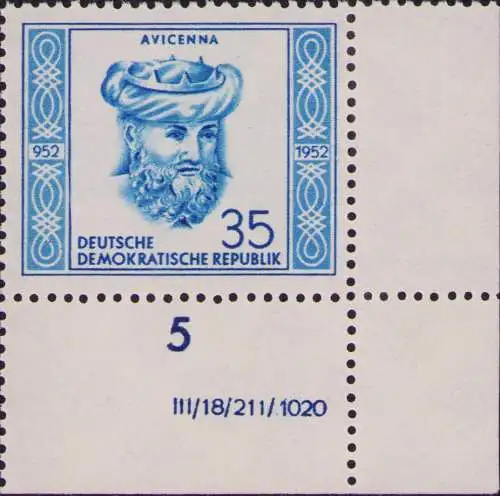 AVICENNA
952 1952
35
DEUTSCHE
DEMOKRATISCHE REPUBLIK
5
III/18/211/.1020